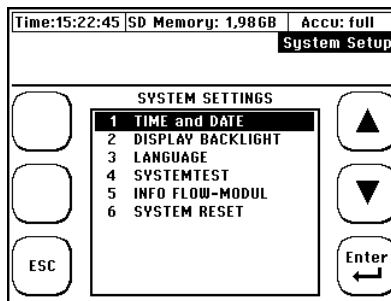 Time:15:22:45 SD Memory: 1,98GB Accu: full
System Setup
SYSTEM SETTINGS
1 TIME and DATE
2 DISPLAY BACKLIGHT
3 LANGUAGE
4 SYSTEMTEST
5 INFO FLOW-MODUL
6 SYSTEM RESET
ESC
Enter